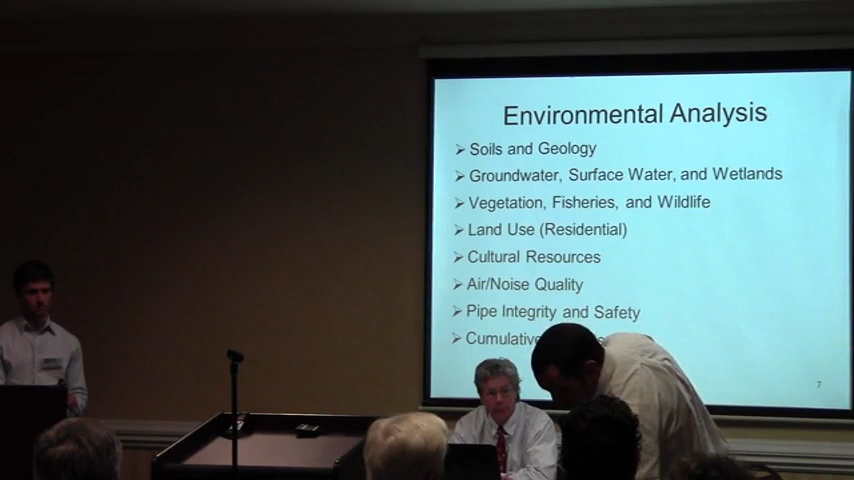 Environmental Analysis
➢ Soils and Geology
➢ Groundwater, Surface Water, and Wetlands
➢ Vegetation, Fisheries, and Wildlife
➢ Land Use (Residential)
➢ Cultural Resources
➢ Air/Noise Quality
➢ Pipe Integrity and Safety
➢ Cumulative
7